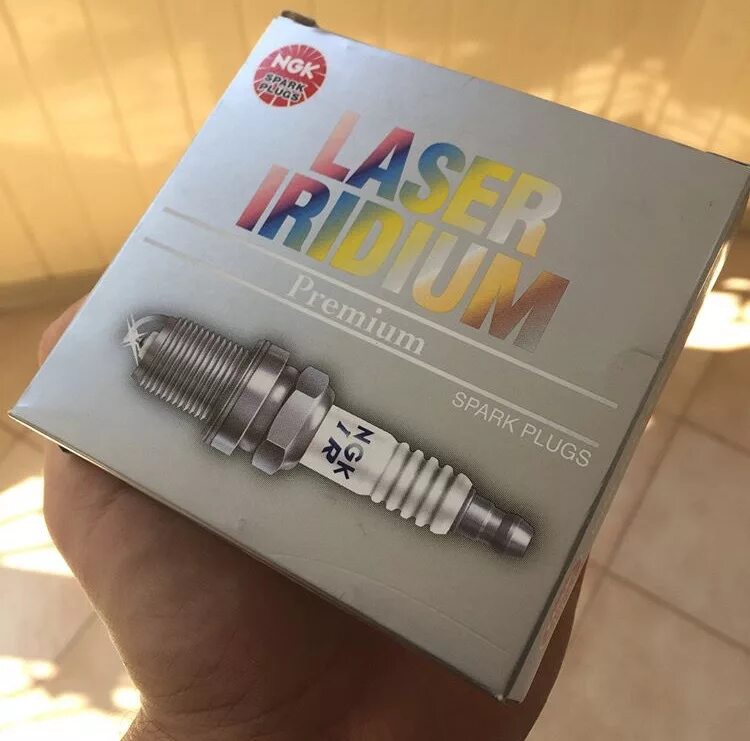 NGK
SPARK
PLUGS
LASER
IRIDIUM
Premium
SPARK PLUGS
NGK
IR